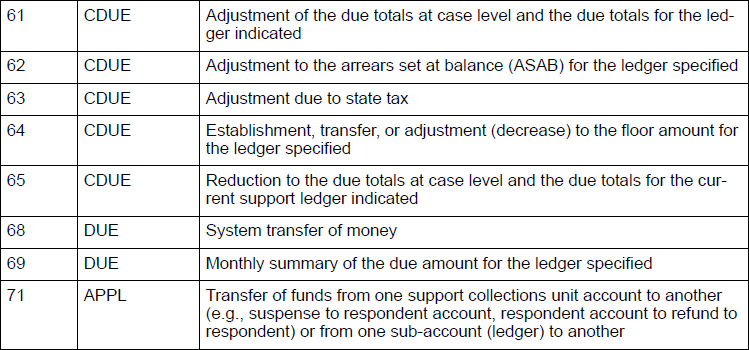 61 CDUE Adjustment of the due totals at case level and the due totals for the led-
ger indicated
62 CDUE Adjustment to the arrears set at balance (ASAB) for the ledger specified
63 CDUE Adjustment due to state tax
64 CDUE Establishment, transfer, or adjustment (decrease) to the floor amount for
the ledger specified
65 CDUE Reduction to the due totals at case level and the due totals for the cur-
rent support ledger indicated
68 DUE System transfer of money
69 DUE Monthly summary of the due amount for the ledger specified
71 APPL Transfer of funds from one support collections unit account to another
(e.g., suspense to respondent account, respondent account to refund to
respondent) or from one sub-account (ledger) to another